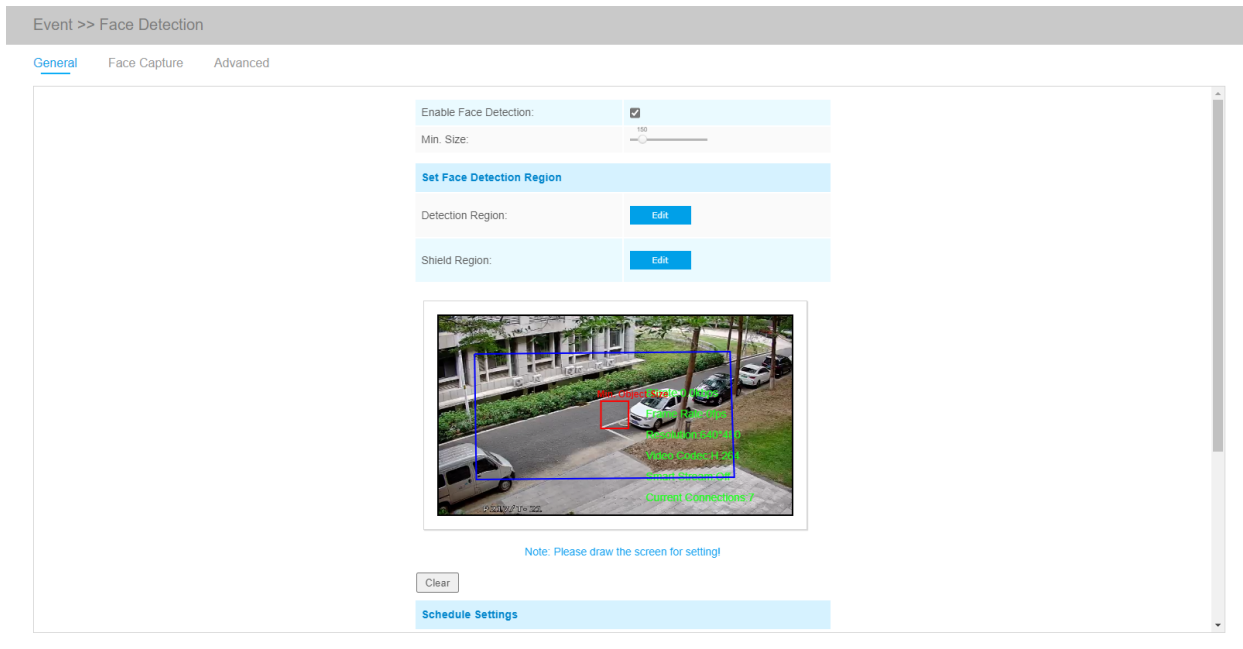 Event >> Face Detection
General Face Capture Advanced
Enable Face Detection:
Min. Size: 150
Set Face Detection Region
Detection Region: Edit
Shield Region: Edit
Object Size
Frame Rate:
Resolution:640*480
Video Codec:H.264
Current Connections:
Note: Please draw the screen for setting!
Clear
Schedule Settings